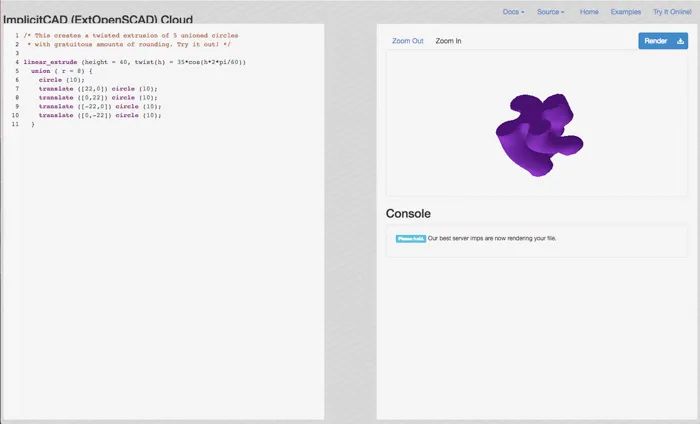 ImplicitCAD (ExtOpenSCAD) Cloud
Docs Source Home Examples Try It Online!
1 /* This creates a twisted extrusion of 5 unioned circles
2 * with gratuitous amounts of rounding. Try it out! */
3
4 linear_extrude (height = 40, twist(h) = 35*cos(h*2*pi/60))
5 union ( r = 8) {
6 circle (10);
7 translate ([22,0]) circle (10);
8 translate ([0,22]) circle (10);
9 translate ([-22,0]) circle (10);
10 translate ([0,-22]) circle (10);
11 }
Zoom Out Zoom In Render
Console
Please hold. Our best server imps are now rendering your file.